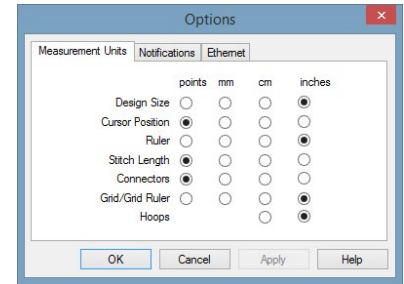 Options
Measurement Units Notifications Ethernet
points mm cm inches
Design Size
Cursor Position
Ruler
Stitch Length
Connectors
Grid/Grid Ruler
Hoops
OK Cancel Apply Help